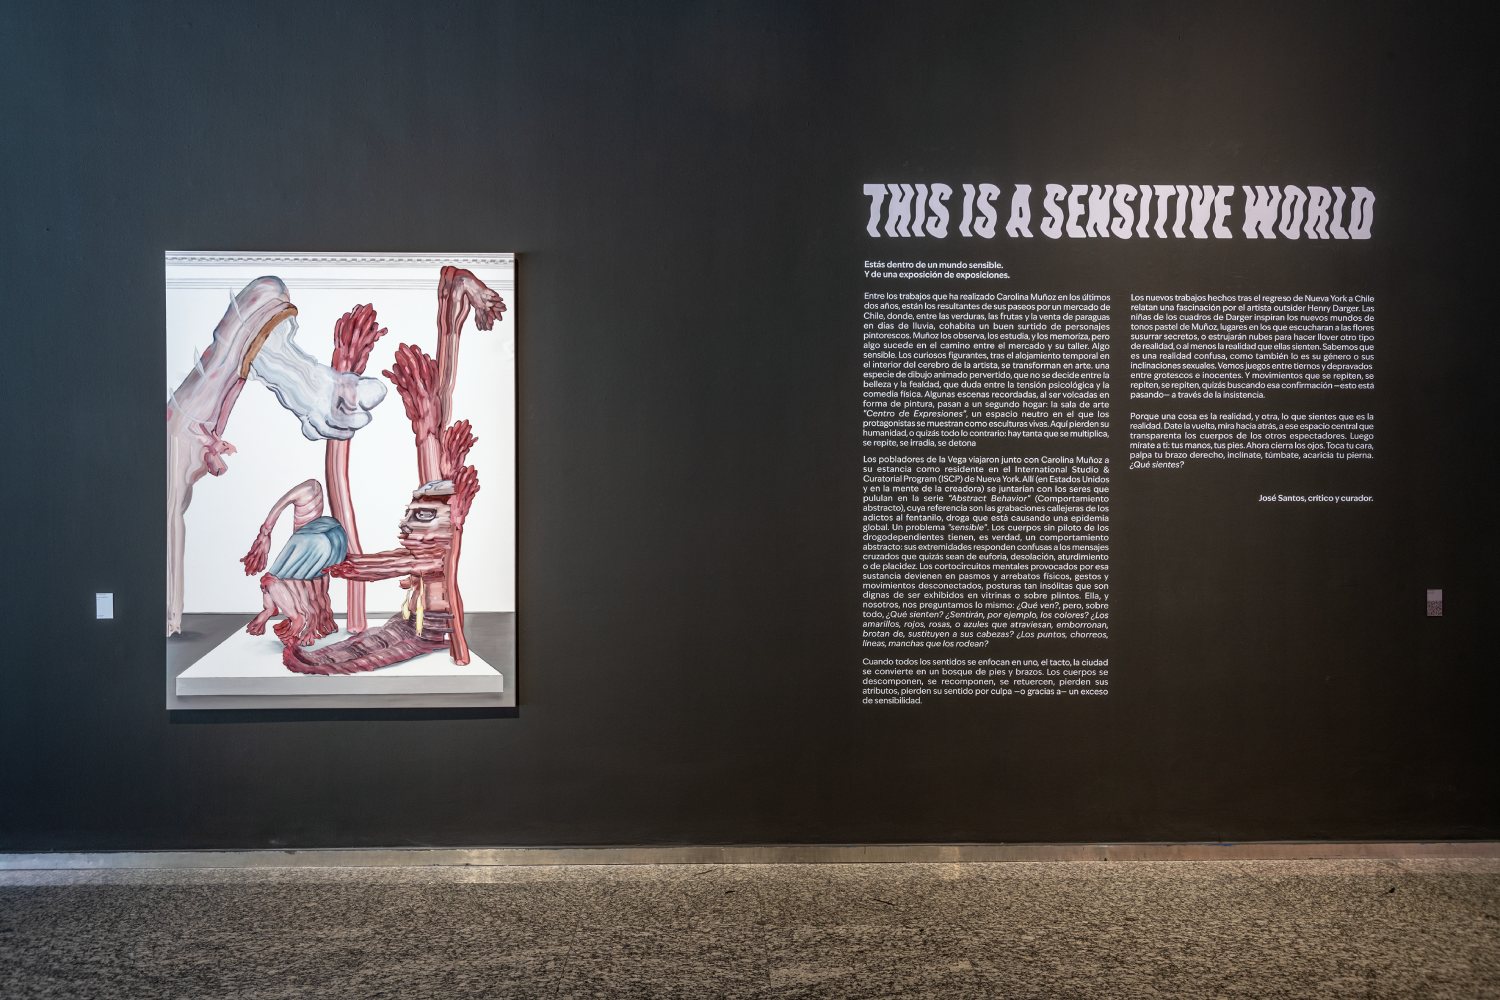 THIS IS A SENSITIVE WORLD
Estás dentro de un mundo sensible.
Y de una exposición de exposiciones.
Entre los trabajos que ha realizado Carolina Muñoz en los últimos
dos años, están los resultantes de sus paseos por un mercado de
Chile, donde, entre las verduras, las frutas y la venta de paraguas
en días de lluvia, cohabita un buen surtido de personajes
pintorescos. Muñoz los observa, los estudia, y los memoriza, pero
algo sucede en el camino entre el mercado y su taller. Algo
sensible. Los curiosos figurantes, tras el alojamiento temporal en
el interior del cerebro de la artista, se transforman en arte. una
especie de dibujo animado pervertido, que no se decide entre la
belleza y la fealdad, que duda entre la tensión psicológica y la
comedia física. Algunas escenas recordadas, al ser volcadas en
forma de pintura, pasan a un segundo hogar: la sala de arte
"Centro de Expresiones", un espacio neutro en el que los
protagonistas se muestran como esculturas vivas. Aquí pierden su
humanidad, o quizás todo lo contrario: hay tanta que se multiplica,
se repite, se irradia, se detona
Los pobladores de la Vega viajaron junto con Carolina Muñoz a
su estancia como residente en el International Studio &
Curatorial Program (ISCP) de Nueva York. Allí (en Estados Unidos
y en la mente de la creadora) se juntarían con los seres que
pululan en la serie "Abstract Behavior" (Comportamiento
abstracto), cuya referencia son las grabaciones callejeras de los
adictos al fentanilo, droga que está causando una epidemia
global. Un problema "sensible". Los cuerpos sin piloto de los
drogodependientes tienen, es verdad, un comportamiento
abstracto: sus extremidades responden confusas a los mensajes
cruzados que quizás sean de euforia, desolación, aturdimiento
o de placidez. Los cortocircuitos mentales provocados por esa
sustancia devienen en pasmos y arrebatos físicos, gestos y
movimientos desconectados, posturas tan insólitas que son
dignas de ser exhibidos en vitrinas o sobre plintos. Ella, y
nosotros, nos preguntamos lo mismo: ¿Qué ven?, pero, sobre
todo, ¿Qué sienten? ¿Sentirán, por ejemplo, los colores? ¿Los
amarillos, rojos, rosas, o azules que atraviesan, emborronan,
brotan de, sustituyen a sus cabezas? ¿Los puntos, chorreos,
líneas, manchas que los rodean?
Cuando todos los sentidos se enfocan en uno, el tacto, la ciudad
se convierte en un bosque de pies y brazos. Los cuerpos se
descomponen, se recomponen, se retuercen, pierden sus
atributos, pierden su sentido por culpa —o gracias a— un exceso
de sensibilidad.
Los nuevos trabajos hechos tras el regreso de Nueva York a Chile
relatan una fascinación por el artista outsider Henry Darger. Las
niñas de los cuadros de Darger inspiran los nuevos mundos de
tonos pastel de Muñoz, lugares en los que escucharan a las flores
susurrar secretos, o estrujarán nubes para hacer llover otro tipo
de realidad, o al menos la realidad que ellas sienten. Sabemos que
es una realidad confusa, como también lo es su género o sus
inclinaciones sexuales. Vemos juegos entre tiernos y depravados
entre grotescos e inocentes. Y movimientos que se repiten, se
repiten, se repiten, quizás buscando esa confirmación —esto está
pasando— a través de la insistencia.
Porque una cosa es la realidad, y otra, lo que sientes que es la
realidad. Date la vuelta, mira hacia atrás, a ese espacio central que
transparenta los cuerpos de los otros espectadores. Luego
mírate a ti: tus manos, tus pies. Ahora cierra los ojos. Toca tu cara,
palpa tu brazo derecho, inclínate, túmbate, acaricia tu pierna.
¿Qué sientes?
José Santos, crítico y curador.